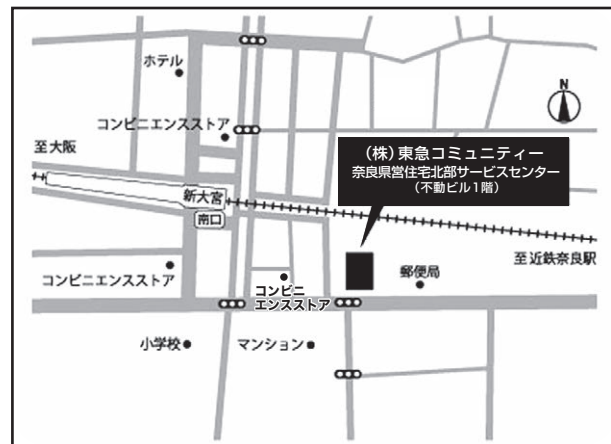 ホテル
コンビニエンスストア
N
至大阪
(株)東急コミュニティー
奈良県営住宅北部サービスセンター
(不動ビル1階)
新大宮
南口
至近鉄奈良駅
コンビニエンスストア
コンビニ
エンスストア
郵便局
小学校
マンション